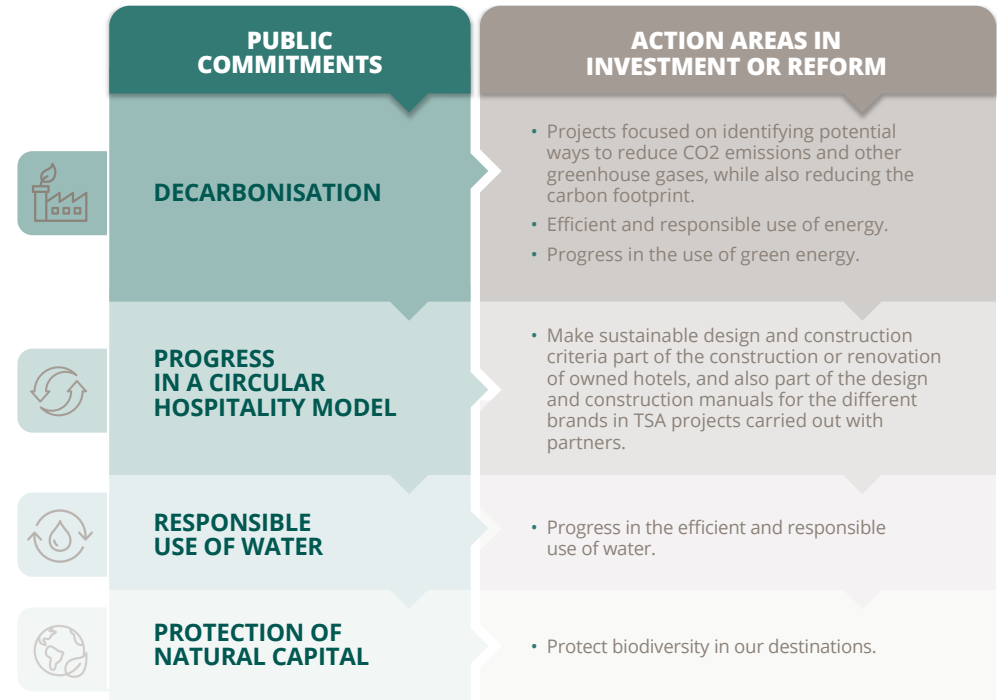 PUBLIC
COMMITMENTS
ACTION AREAS IN
INVESTMENT OR REFORM
DECARBONISATION
• Projects focused on identifying potential
ways to reduce CO2 emissions and other
greenhouse gases, while also reducing the
carbon footprint.
• Efficient and responsible use of energy.
• Progress in the use of green energy.
PROGRESS
IN A CIRCULAR
HOSPITALITY MODEL
• Make sustainable design and construction
criteria part of the construction or renovation
of owned hotels, and also part of the design
and construction manuals for the different
brands in TSA projects carried out with
partners.
RESPONSIBLE
USE OF WATER
• Progress in the efficient and responsible
use of water.
PROTECTION OF
NATURAL CAPITAL
• Protect biodiversity in our destinations.